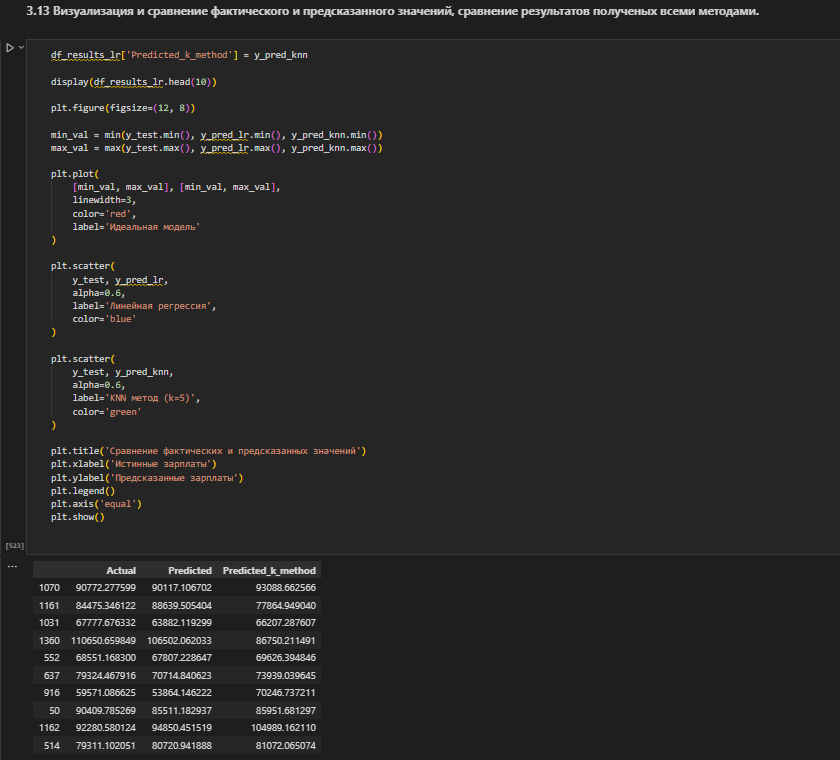 3.13 Визуализация и сравнение фактического и предсказанного значений, сравнение результатов полученых всеми методами.
df_results_lr['Predicted_k_method'] = y_pred_knn
display(df_results_lr.head(10))
plt.figure(figsize=(12, 8))
min_val = min(y_test.min(), y_pred_lr.min(), y_pred_knn.min())
max_val = max(y_test.max(), y_pred_lr.max(), y_pred_knn.max())
plt.plot(
[min_val, max_val], [min_val, max_val],
linewidth=3,
color='red',
label='Идеальная модель'
)
plt.scatter(
y_test, y_pred_lr,
alpha=0.6,
label='Линейная регрессия',
color='blue'
)
plt.scatter(
y_test, y_pred_knn,
alpha=0.6,
label='KNN метод (k=5)',
color='green'
)
plt.title('Сравнение фактических и предсказанных значений')
plt.xlabel('Истинные зарплаты')
plt.ylabel('Предсказанные зарплаты')
plt.legend()
plt.axis('equal')
plt.show()
[523]
...
Actual Predicted Predicted_k_method
1070 90772.277599 90117.106702 93088.662566
1161 84475.346122 88639.505404 77864.949040
1031 67777.676332 63882.119299 66207.287607
1360 110650.659849 106502.062033 86750.211491
552 68551.168300 67807.228647 69626.394846
637 79324.467916 70714.840623 73939.039645
916 59571.086625 53864.146222 70246.737211
50 90409.785269 85511.182937 85951.681297
1162 92280.580124 94850.451519 104989.162110
514 79311.102051 80720.941888 81072.065074